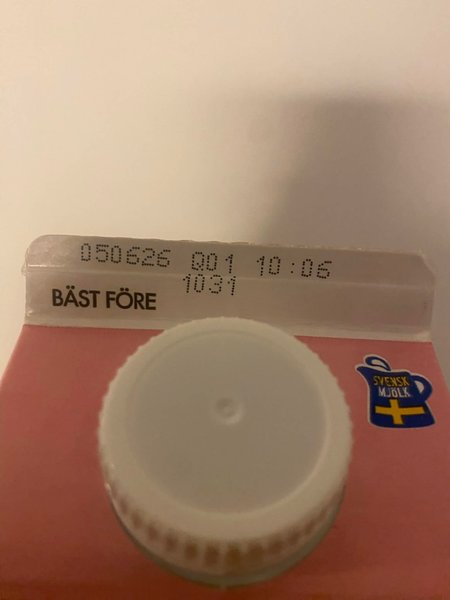 050626 Q01 10:06
1031
BÄST FÖRE
SVENSK
MJÖLK